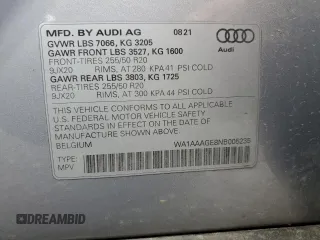 MFD. BY AUDI AG 08.21
GVWR LBS 7066, KG 3205
GAWR FRONT LBS 3527, KG 1600
FRONT-TIRES 255/50 R20
9JX20 RIMS, AT 280 KPA 41 PSI COLD
GAWR REAR LBS 3803, KG 1725
REAR-TIRES 255/50 R20
9JX20 RIMS, AT 300 KPA 44 PSI COLD
Audi
THIS VEHICLE CONFORMS TO ALL APPLICABLE
U.S. FEDERAL MOTOR VEHICLE SAFETY
STANDARDS IN EFFECT ON THE DATE OF
MANUFACTURE SHOWN ABOVE.
BELGIUM
TYPE:
MPV
DREAMBID